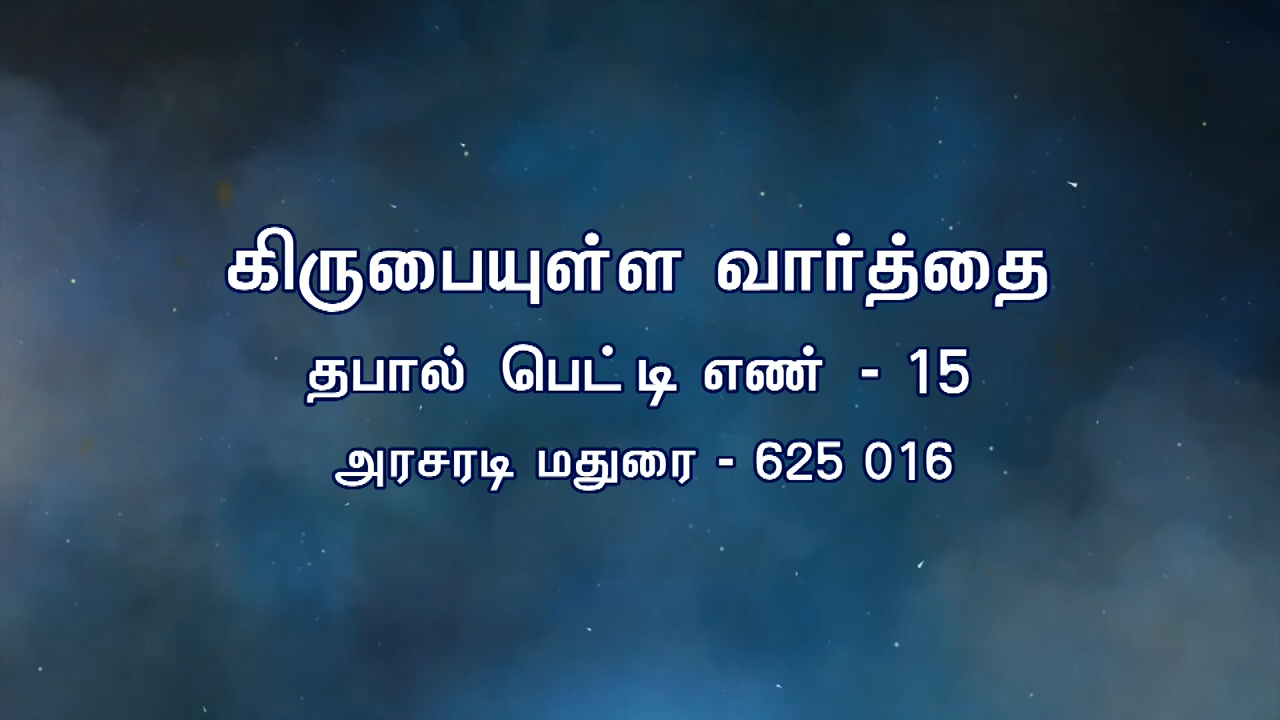 கிருபையுள்ள வார்த்தை
தபால் பெட்டி எண் - 15
அரசரடி மதுரை - 625 016